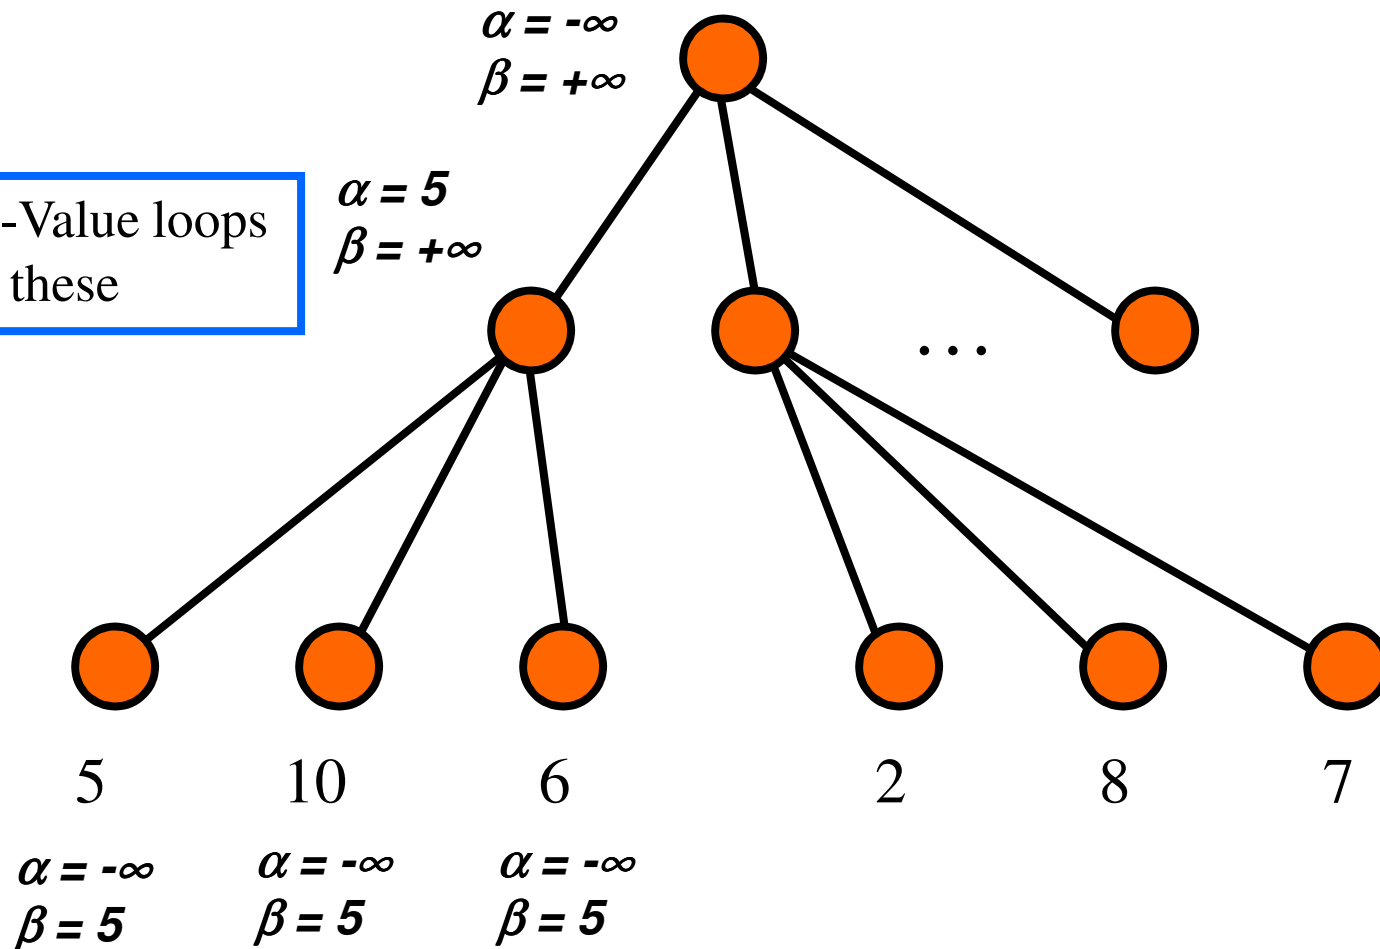 α = -∞
β = +∞
α = 5
β = +∞
-Value loops
these
...
5 10 6 2 8 7
α = -∞ α = -∞ α = -∞
β = 5 β = 5 β = 5